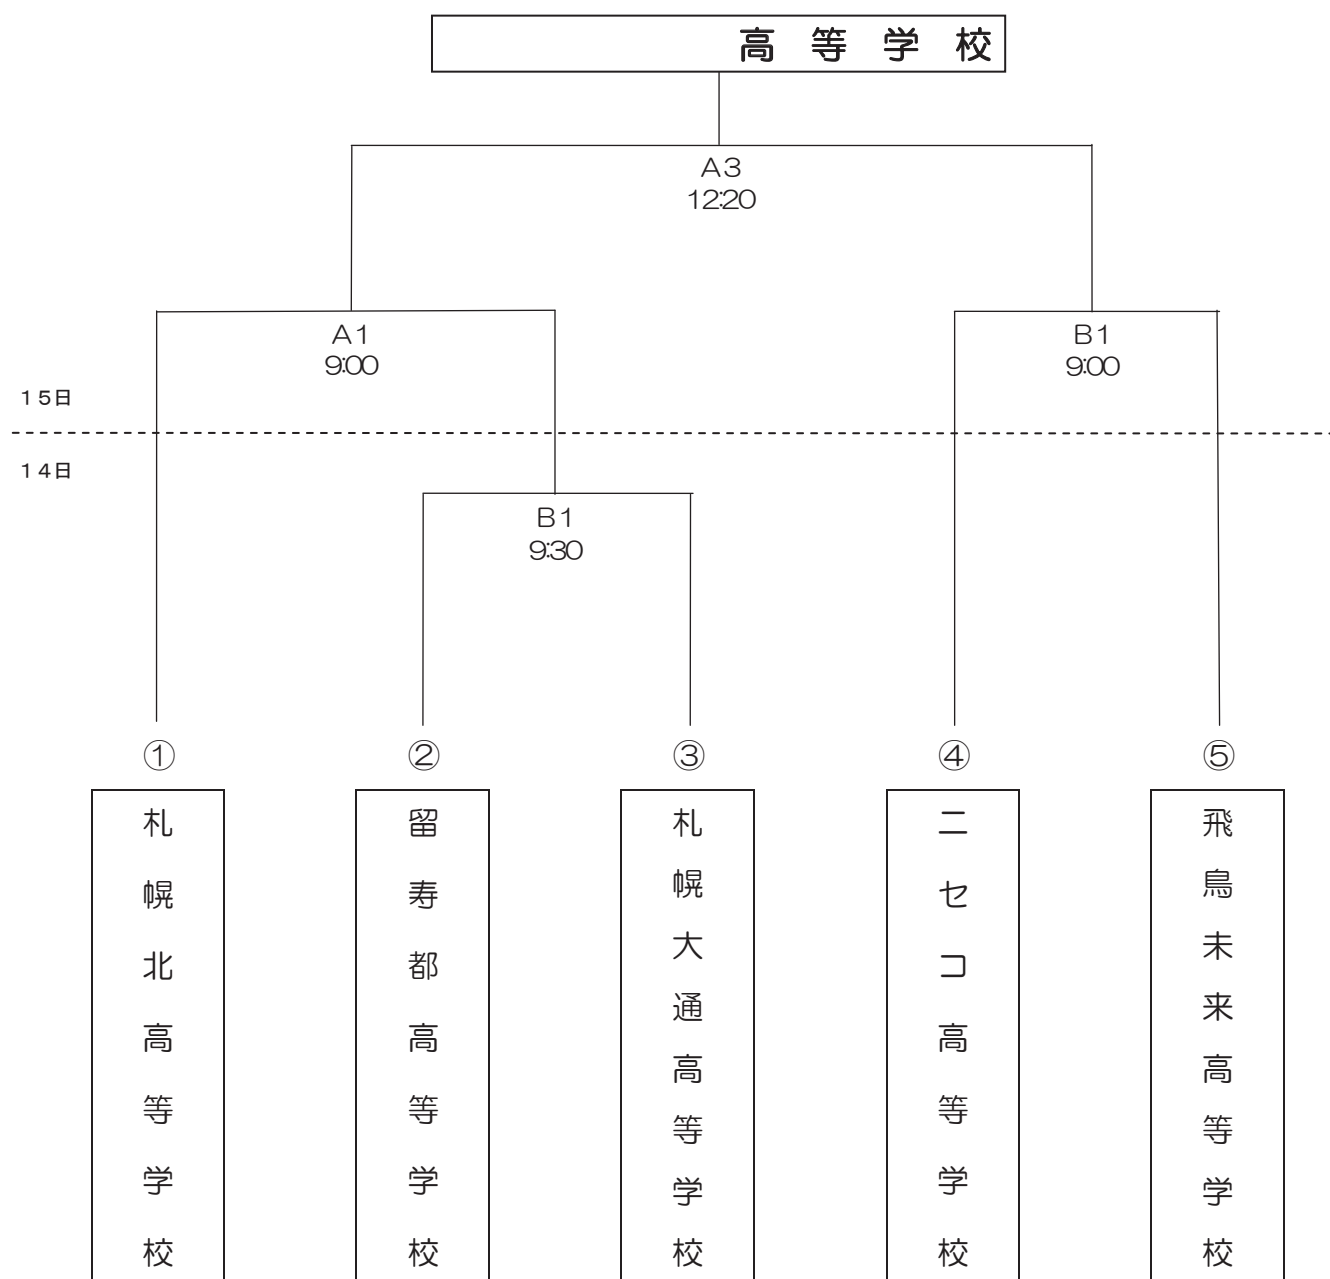 高等学校
A3
12:20
A1
9:00
B1
9:00
15日
14日
B1
9:30
①
②
③
④
⑤
札幌北高等学校
留寿都高等学校
札幌大通高等学校
ニセコ高等学校
飛鳥未来高等学校